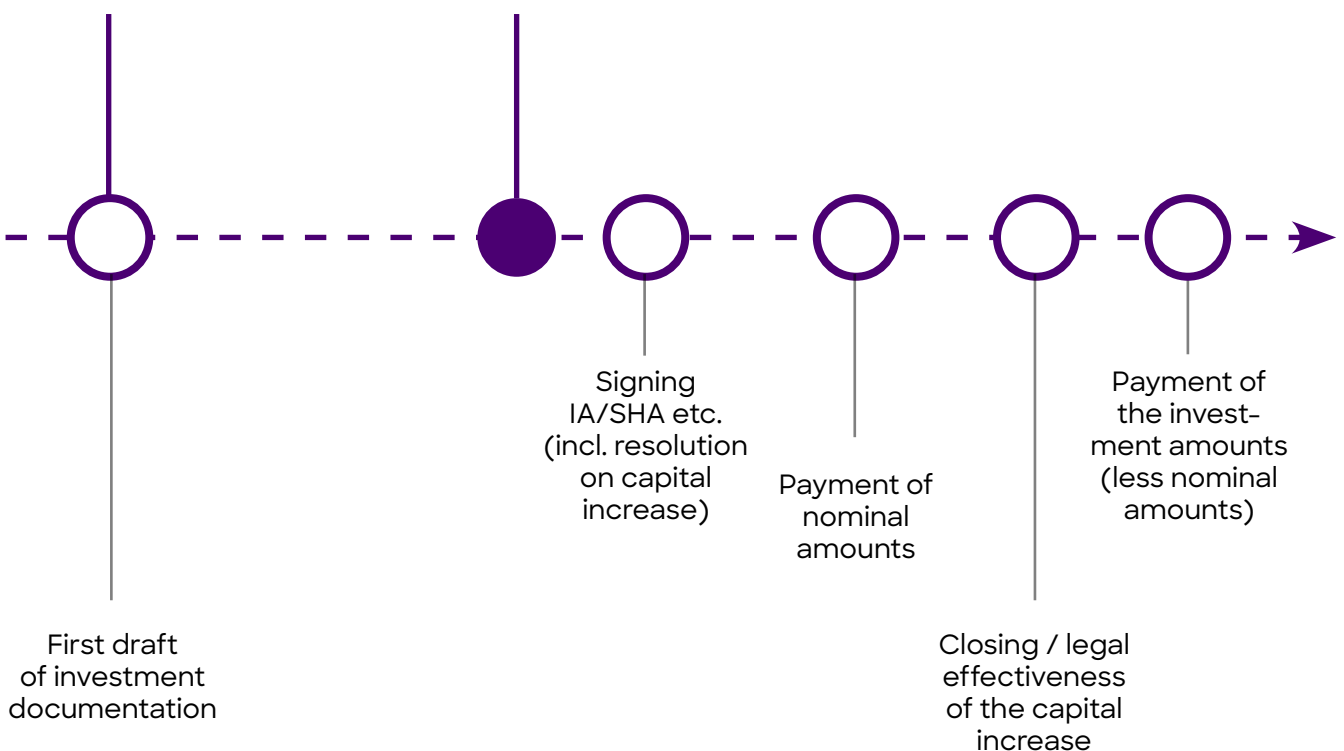 First draft
of investment
documentation
Signing
IA/SHA etc.
(incl. resolution
on capital
increase)
Payment of
nominal
amounts
Closing / legal
effectiveness
of the capital
increase
Payment of
the invest-
ment amounts
(less nominal
amounts)